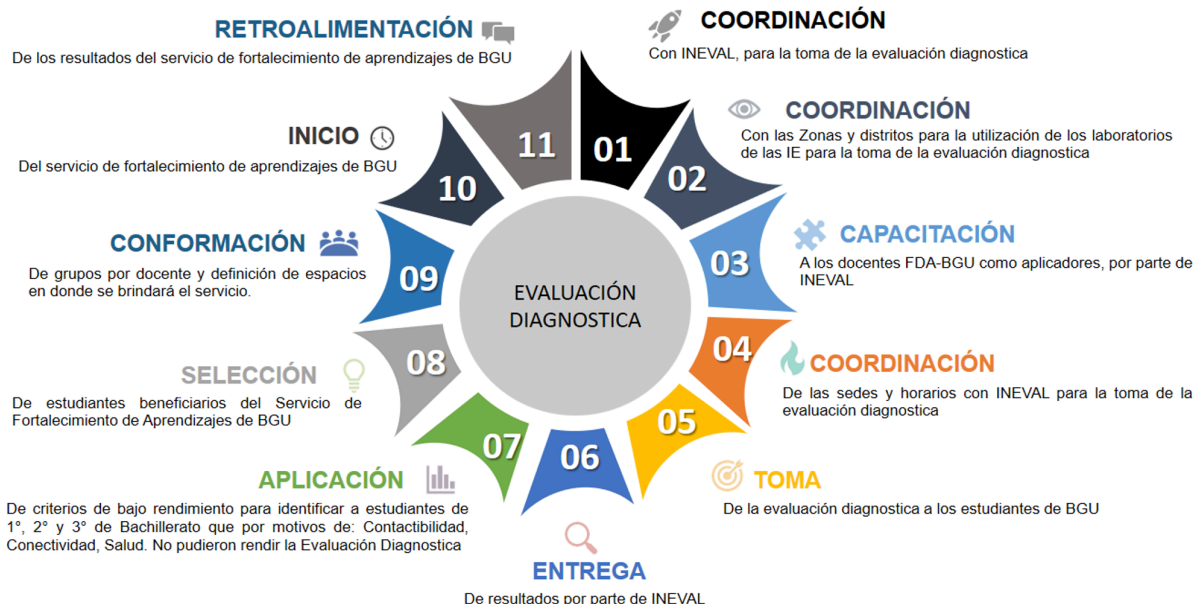 COORDINACIÓN
Con INEVAL, para la toma de la evaluación diagnostica
01
COORDINACIÓN
Con las Zonas y distritos para la utilización de los laboratorios
de las IE para la toma de la evaluación diagnostica
02
CAPACITACIÓN
A los docentes FDA-BGU como aplicadores, por parte de
INEVAL
03
COORDINACIÓN
De las sedes y horarios con INEVAL para la toma de la
evaluación diagnostica
04
TOMA
De la evaluación diagnostica a los estudiantes de BGU
05
06
ENTREGA
De resultados por parte de INEVAL
07
APLICACIÓN
De criterios de bajo rendimiento para identificar a estudiantes de
1°, 2° y 3° de Bachillerato que por motivos de: Contactibilidad,
Conectividad, Salud. No pudieron rendir la Evaluación Diagnostica
08
SELECCIÓN
De estudiantes beneficiarios del Servicio de
Fortalecimiento de Aprendizajes de BGU
09
CONFORMACIÓN
De grupos por docente y definición de espacios
en donde se brindará el servicio.
10
INICIO
Del servicio de fortalecimiento de aprendizajes de BGU
11
RETROALIMENTACIÓN
De los resultados del servicio de fortalecimiento de aprendizajes de BGU
EVALUACIÓN
DIAGNOSTICA